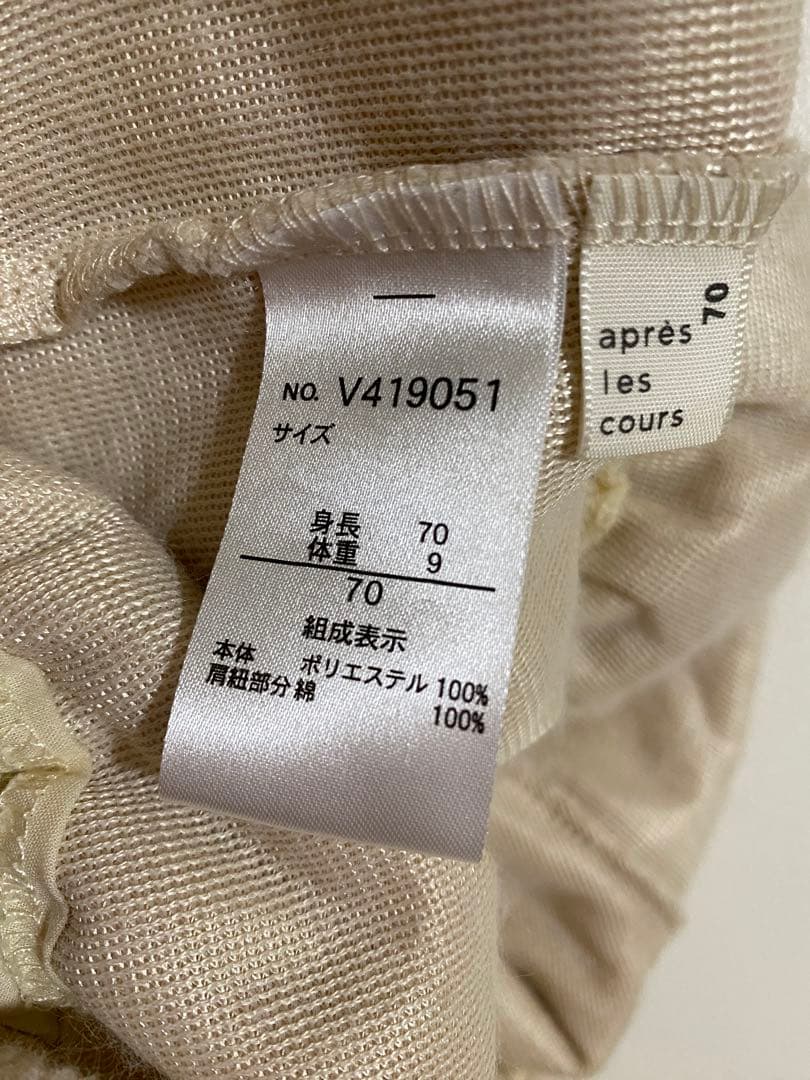 NO. V419051
サイズ
身長 70
体重 9
70
組成表示
本体 ポリエステル 100%
肩紐部分 綿 100%
après
les
cours
70